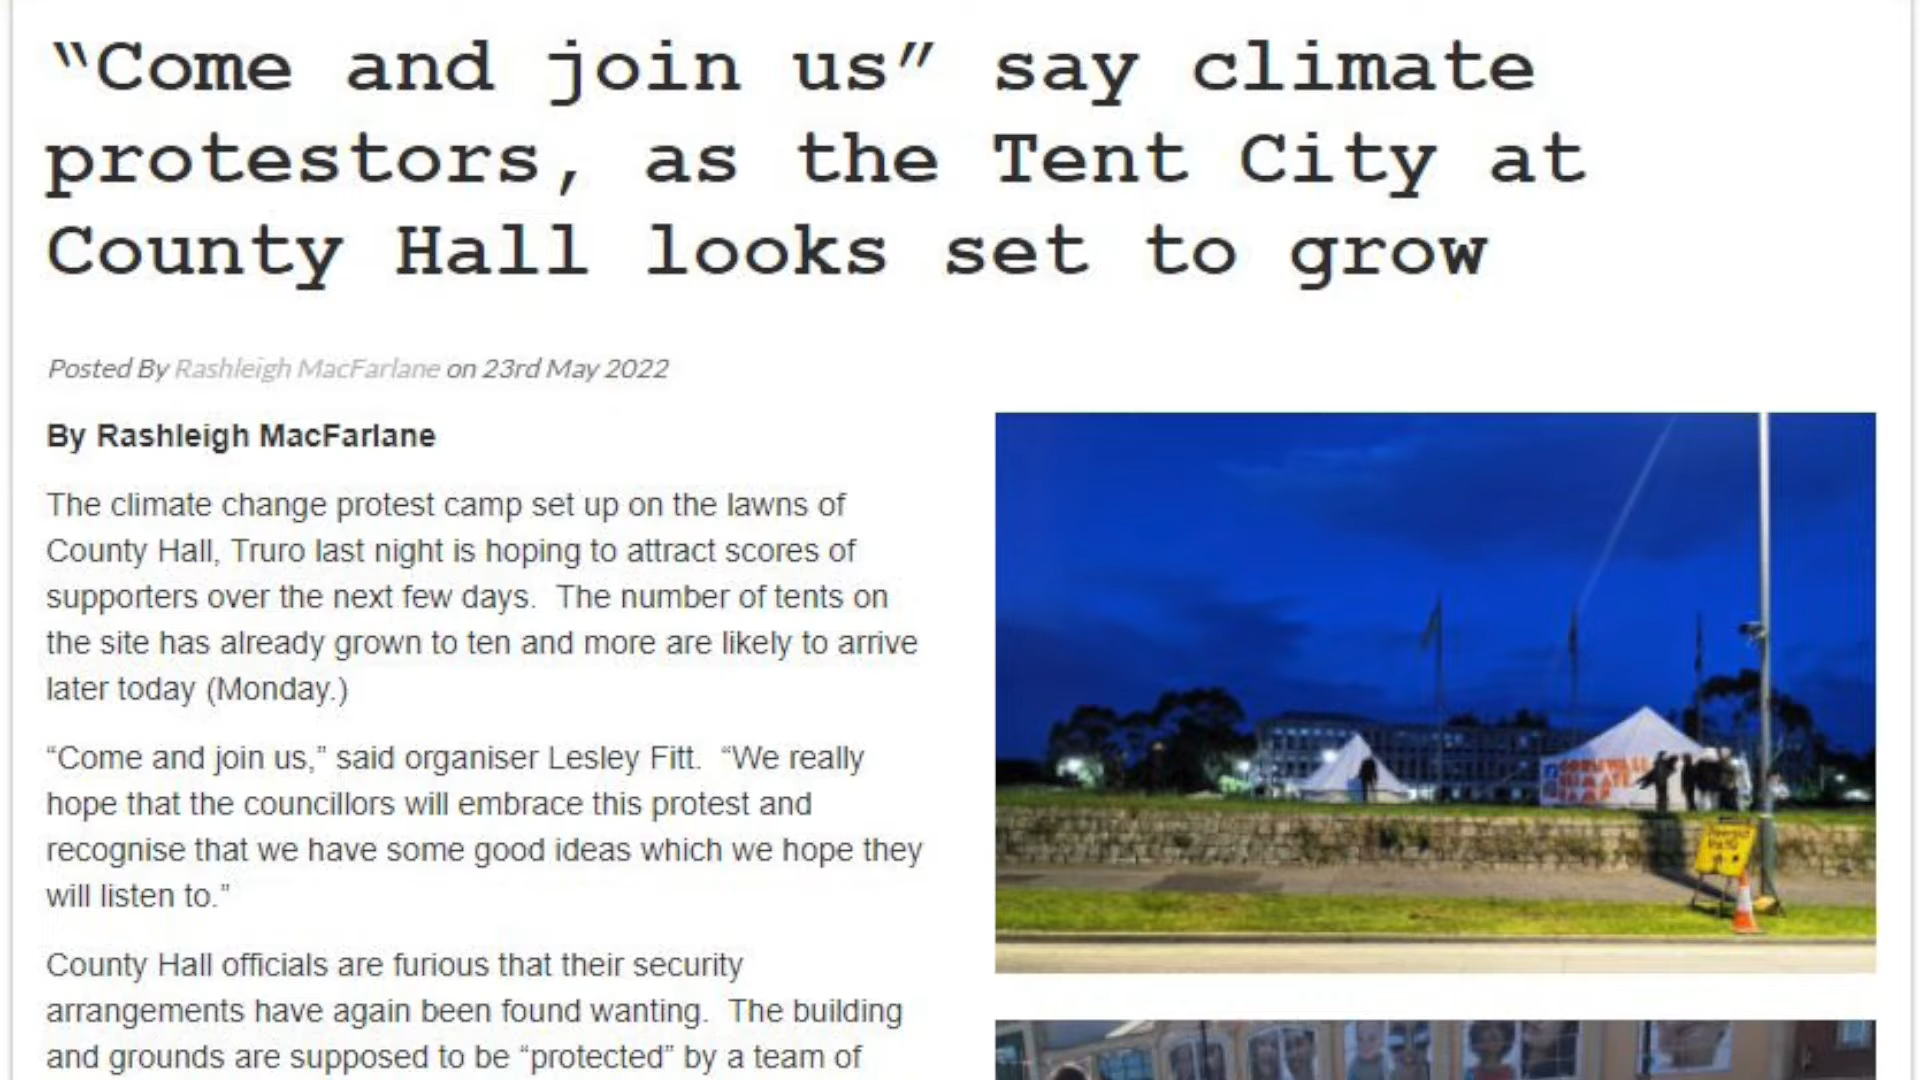 “Come and join us” say climate
protestors, as the Tent City at
County Hall looks set to grow
Posted By Rashleigh MacFarlane on 23rd May 2022
By Rashleigh MacFarlane
The climate change protest camp set up on the lawns of
County Hall, Truro last night is hoping to attract scores of
supporters over the next few days.  The number of tents on
the site has already grown to ten and more are likely to arrive
later today (Monday.)
“Come and join us,” said organiser Lesley Fitt.  “We really
hope that the councillors will embrace this protest and
recognise that we have some good ideas which we hope they
will listen to.”
County Hall officials are furious that their security
arrangements have again been found wanting.  The building
and grounds are supposed to be “protected” by a team of